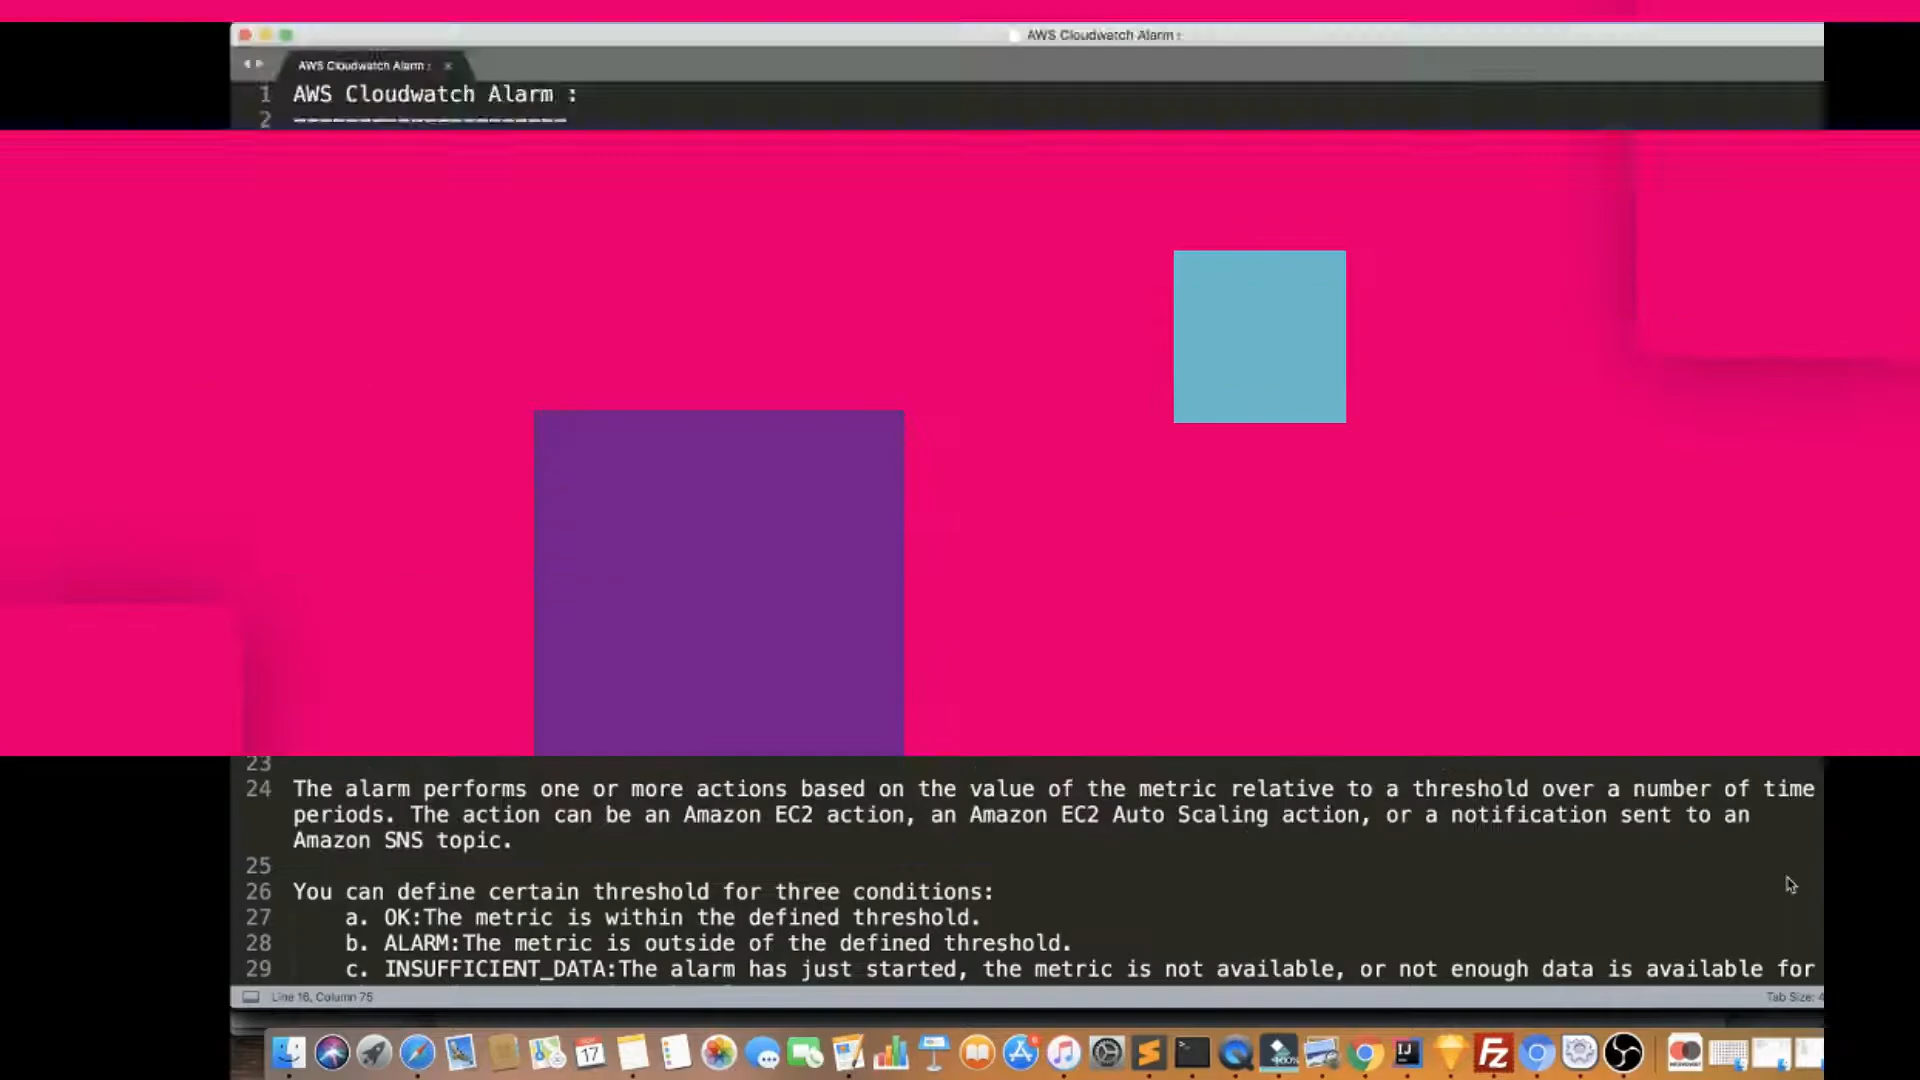 AWS Cloudwatch Alarm :
AWS Cloudwatch Alarm :
1 AWS Cloudwatch Alarm :
2 ---------------------
23
24 The alarm performs one or more actions based on the value of the metric relative to a threshold over a number of time
periods. The action can be an Amazon EC2 action, an Amazon EC2 Auto Scaling action, or a notification sent to an
Amazon SNS topic.
25
26 You can define certain threshold for three conditions:
27 a. OK:The metric is within the defined threshold.
28 b. ALARM:The metric is outside of the defined threshold.
29 c. INSUFFICIENT_DATA:The alarm has just started, the metric is not available, or not enough data is available for
Line 16, Column 75
Tab Size: 4
17